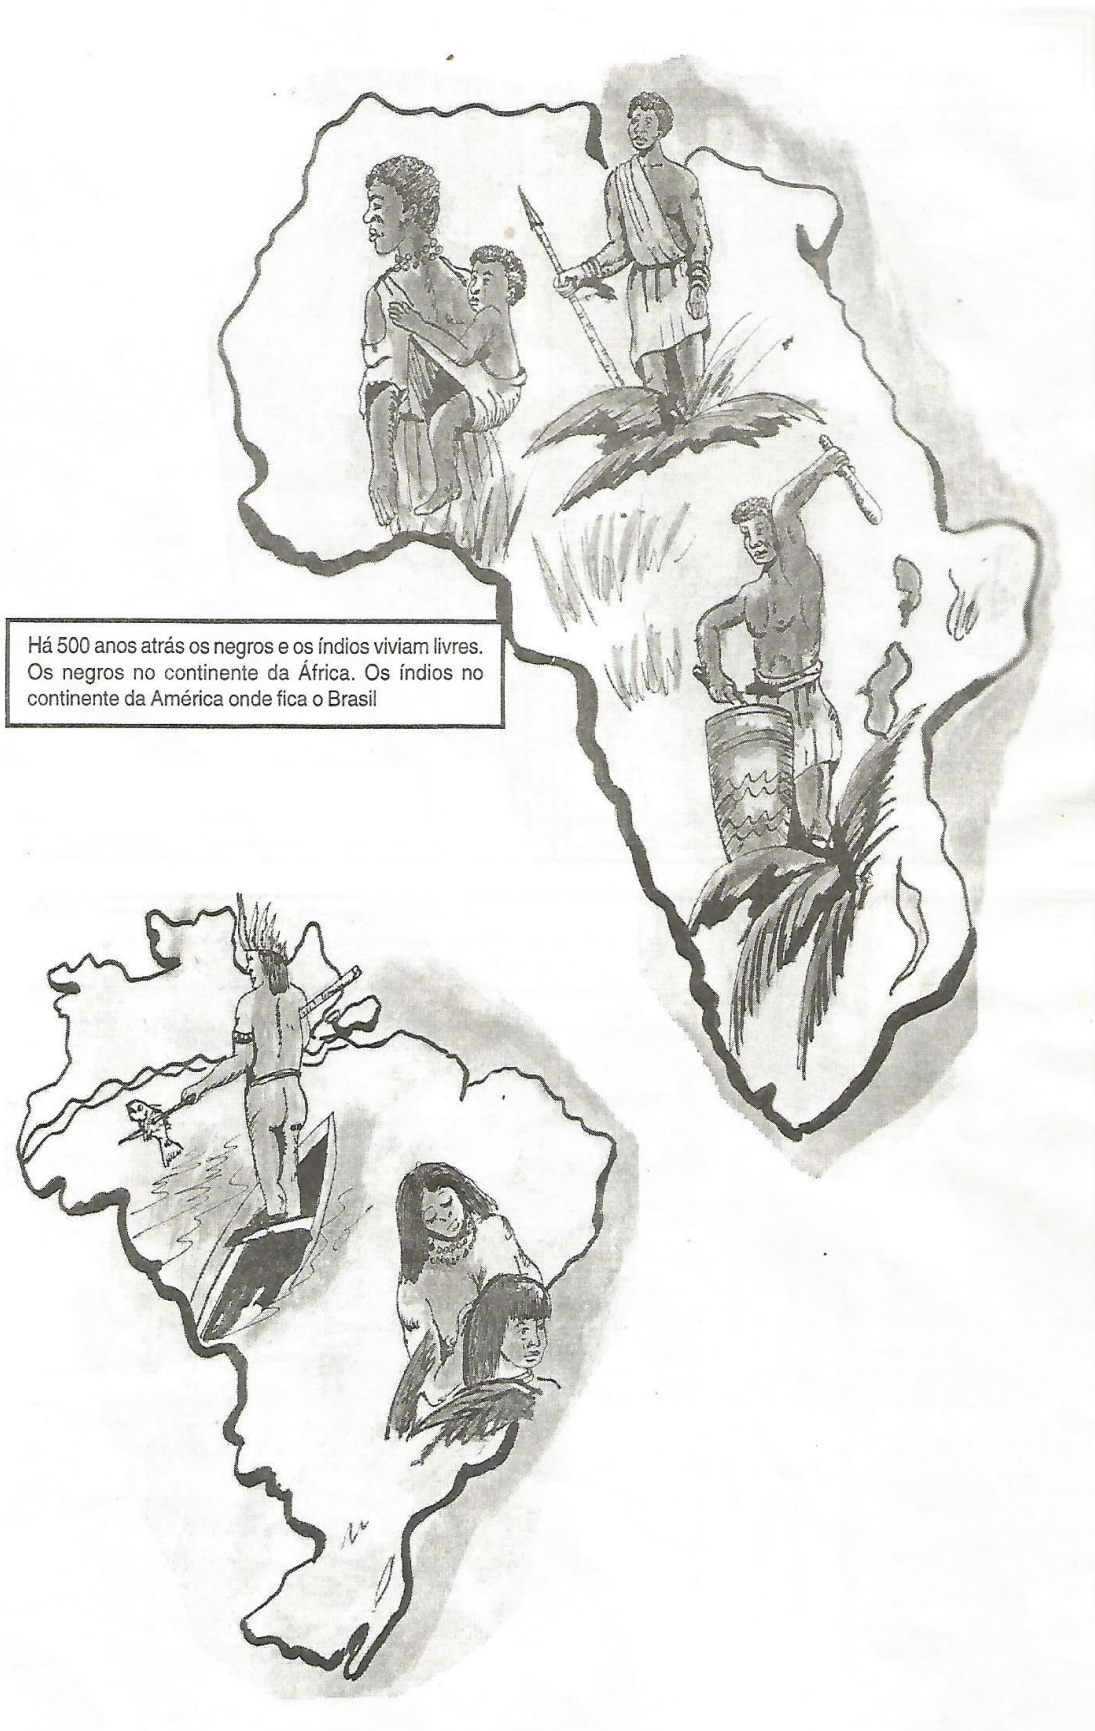 Há 500 anos atrás os negros e os índios viviam livres.
Os negros no continente da África. Os índios no
continente da América onde fica o Brasil